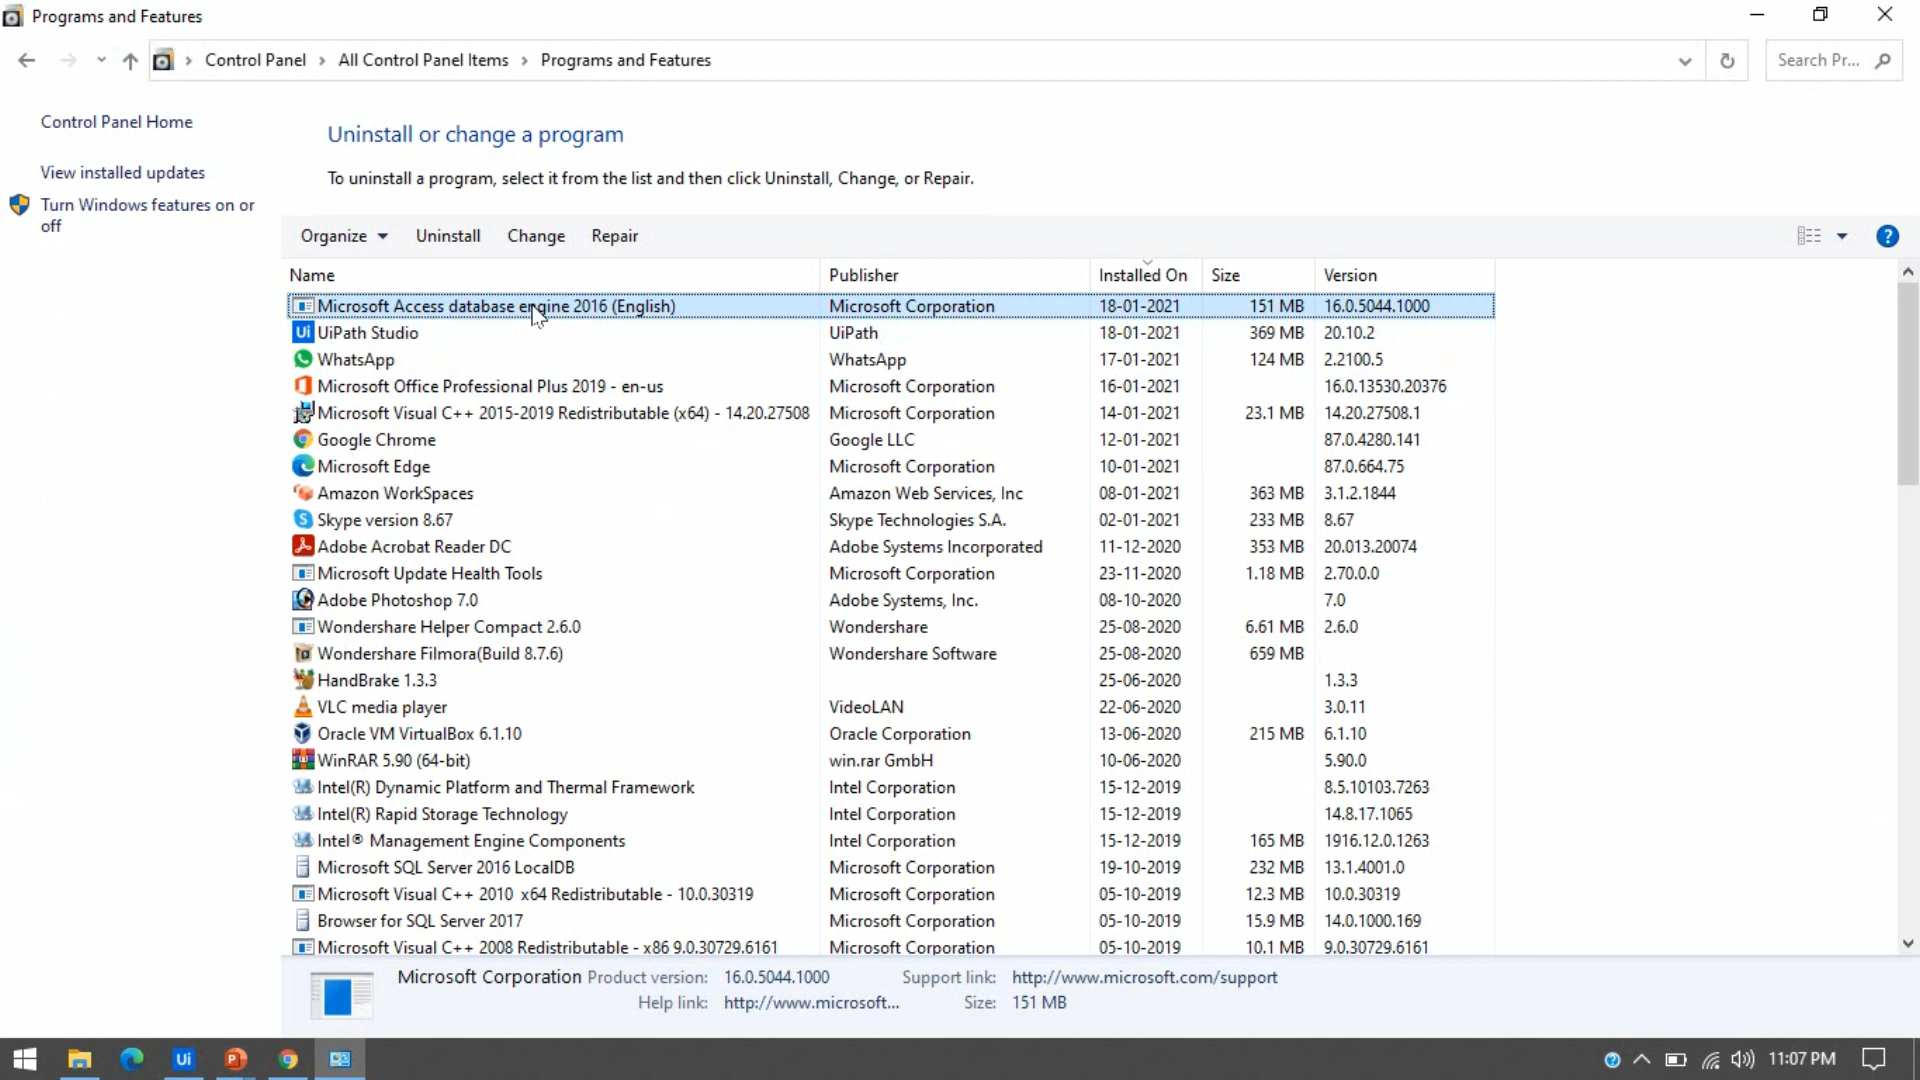 Programs and Features
Control Panel > All Control Panel Items > Programs and Features
Search Pr...
Control Panel Home
View installed updates
Turn Windows features on or
off
Uninstall or change a program
To uninstall a program, select it from the list and then click Uninstall, Change, or Repair.
Organize Uninstall Change Repair
Name Publisher Installed On Size Version
Microsoft Access database engine 2016 (English) Microsoft Corporation 18-01-2021 151 MB 16.0.5044.1000
UiPath Studio UiPath 18-01-2021 369 MB 20.10.2
WhatsApp WhatsApp 17-01-2021 124 MB 2.2100.5
Microsoft Office Professional Plus 2019 - en-us Microsoft Corporation 16-01-2021 16.0.13530.20376
Microsoft Visual C++ 2015-2019 Redistributable (x64) - 14.20.27508 Microsoft Corporation 14-01-2021 23.1 MB 14.20.27508.1
Google Chrome Google LLC 12-01-2021 87.0.4280.141
Microsoft Edge Microsoft Corporation 10-01-2021 87.0.664.75
Amazon WorkSpaces Amazon Web Services, Inc 08-01-2021 363 MB 3.1.2.1844
Skype version 8.67 Skype Technologies S.A. 02-01-2021 233 MB 8.67
Adobe Acrobat Reader DC Adobe Systems Incorporated 11-12-2020 353 MB 20.013.20074
Microsoft Update Health Tools Microsoft Corporation 23-11-2020 1.18 MB 2.70.0.0
Adobe Photoshop 7.0 Adobe Systems, Inc. 08-10-2020 7.0
Wondershare Helper Compact 2.6.0 Wondershare 25-08-2020 6.61 MB 2.6.0
Wondershare Filmora(Build 8.7.6) Wondershare Software 25-08-2020 659 MB
HandBrake 1.3.3 25-06-2020 1.3.3
VLC media player VideoLAN 22-06-2020 3.0.11
Oracle VM VirtualBox 6.1.10 Oracle Corporation 13-06-2020 215 MB 6.1.10
WinRAR 5.90 (64-bit) win.rar GmbH 10-06-2020 5.90.0
Intel(R) Dynamic Platform and Thermal Framework Intel Corporation 15-12-2019 8.5.10103.7263
Intel(R) Rapid Storage Technology Intel Corporation 15-12-2019 14.8.17.1065
Intel® Management Engine Components Intel Corporation 15-12-2019 165 MB 1916.12.0.1263
Microsoft SQL Server 2016 LocalDB Microsoft Corporation 19-10-2019 232 MB 13.1.4001.0
Microsoft Visual C++ 2010 x64 Redistributable - 10.0.30319 Microsoft Corporation 05-10-2019 12.3 MB 10.0.30319
Browser for SQL Server 2017 Microsoft Corporation 05-10-2019 15.9 MB 14.0.1000.169
Microsoft Visual C++ 2008 Redistributable - x86 9.0.30729.6161 Microsoft Corporation 05-10-2019 10.1 MB 9.0.30729.6161
Microsoft Corporation Product version: 16.0.5044.1000 Support link: http://www.microsoft.com/support
Help link: http://www.microsoft... Size: 151 MB
Ui
11:07 PM